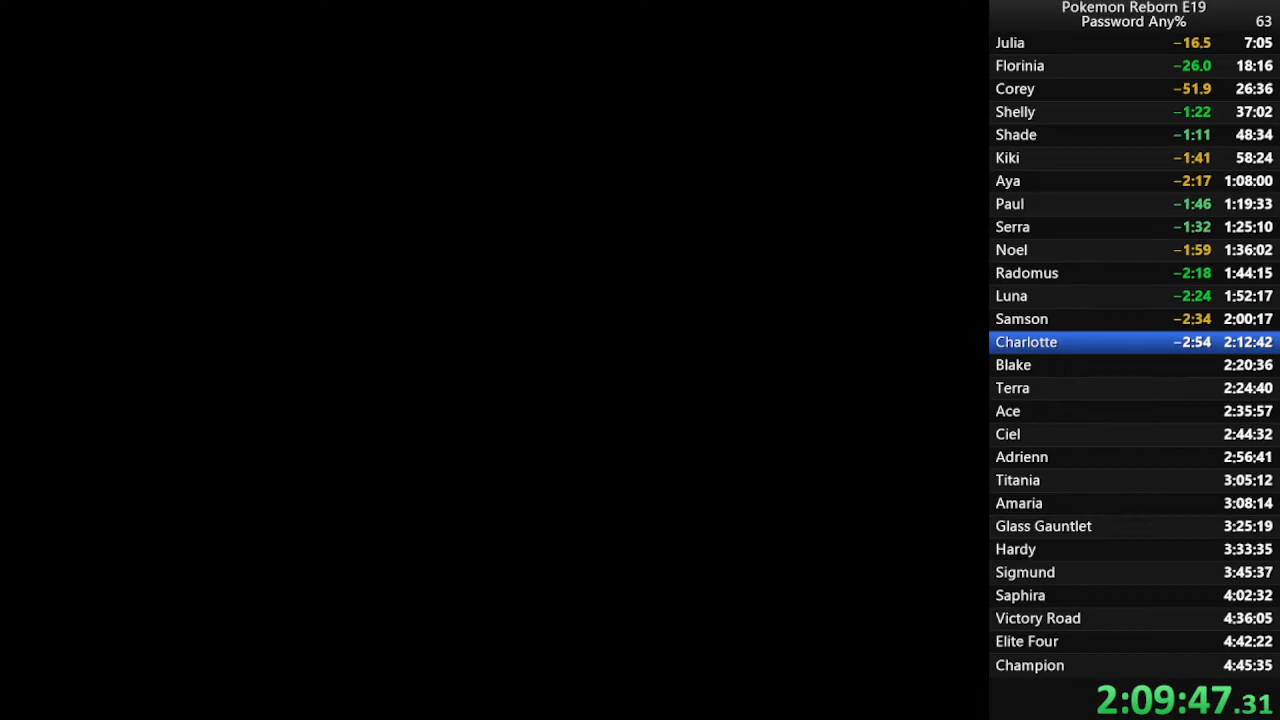 Pokemon Reborn E19
Password Any% 63
Julia −16.5 7:05
Florinia −26.0 18:16
Corey −51.9 26:36
Shelly −1:22 37:02
Shade −1:11 48:34
Kiki −1:41 58:24
Aya −2:17 1:08:00
Paul −1:46 1:19:33
Serra −1:32 1:25:10
Noel −1:59 1:36:02
Radomus −2:18 1:44:15
Luna −2:24 1:52:17
Samson −2:34 2:00:17
Charlotte −2:54 2:12:42
Blake 2:20:36
Terra 2:24:40
Ace 2:35:57
Ciel 2:44:32
Adrienn 2:56:41
Titania 3:05:12
Amaria 3:08:14
Glass Gauntlet 3:25:19
Hardy 3:33:35
Sigmund 3:45:37
Saphira 4:02:32
Victory Road 4:36:05
Elite Four 4:42:22
Champion 4:45:35
2:09:47.31